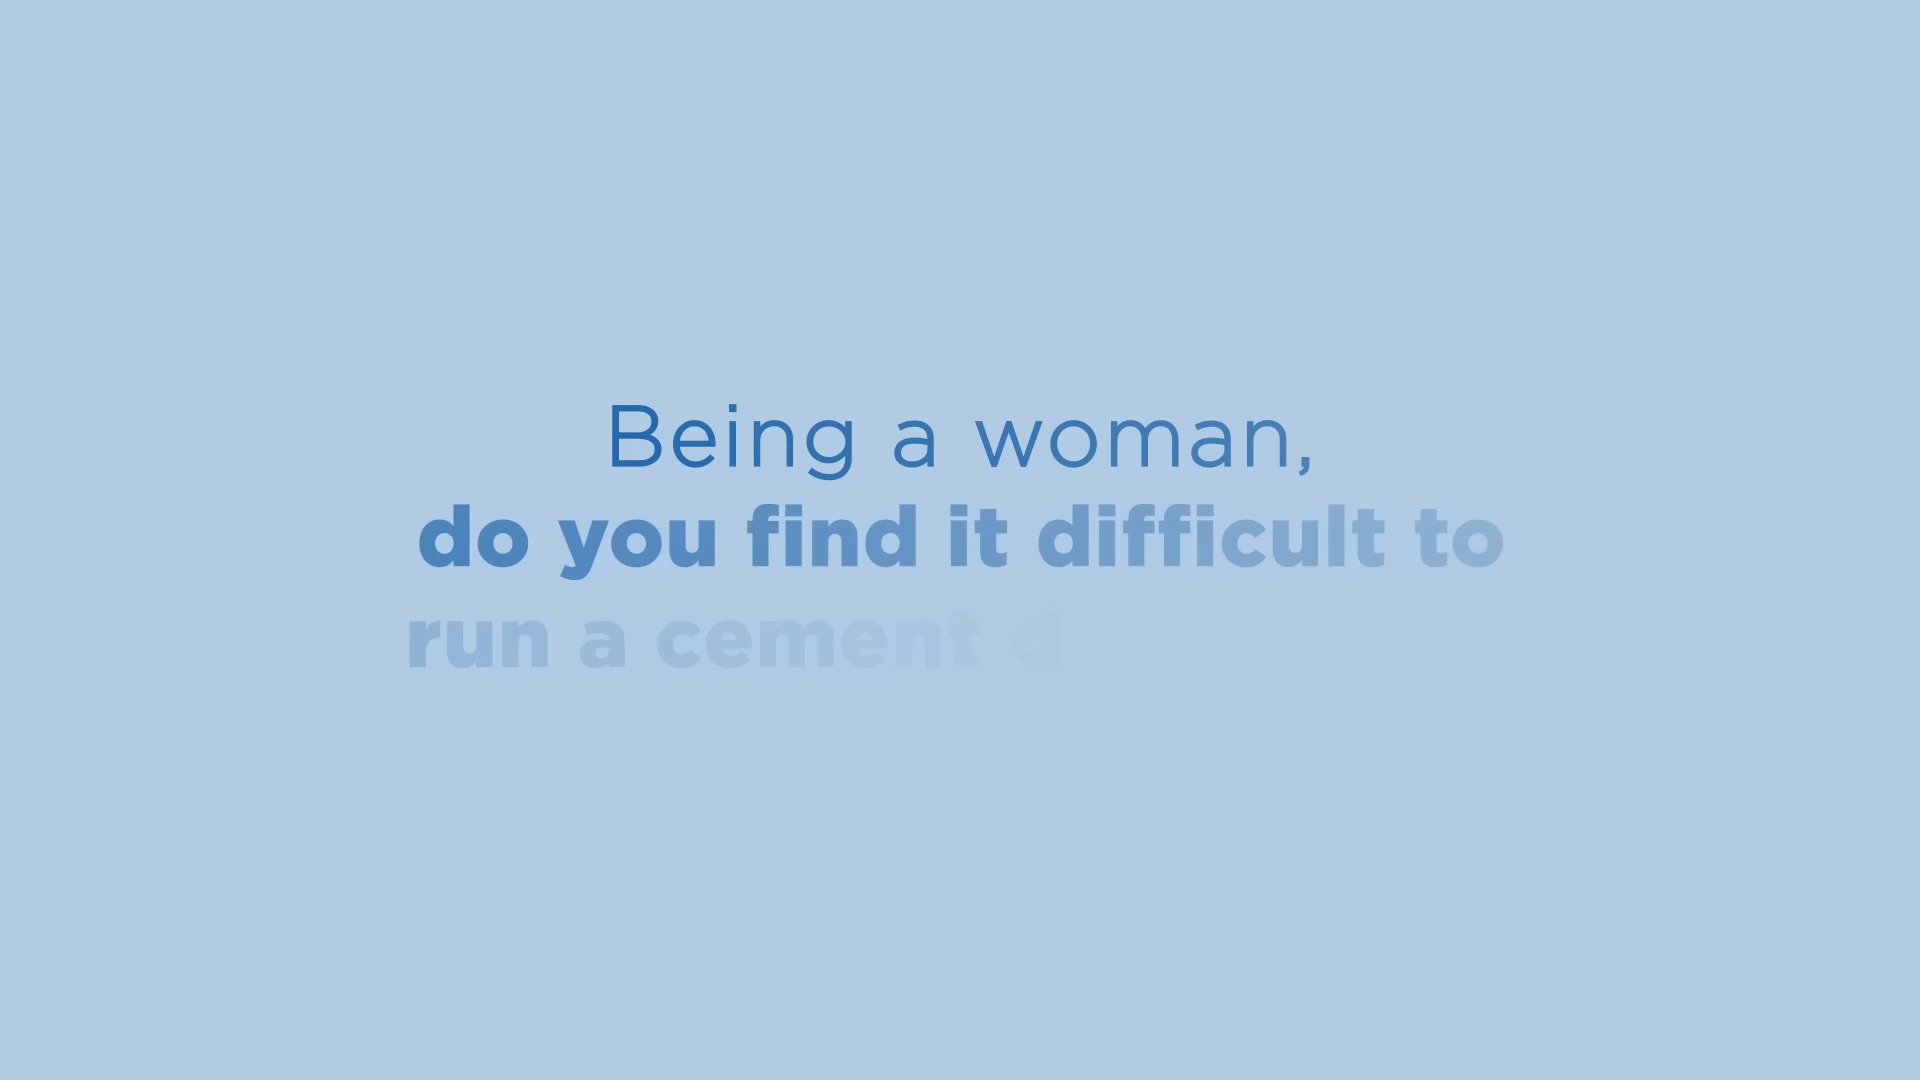 Being a woman,
do you find it difficult to
run a cement d